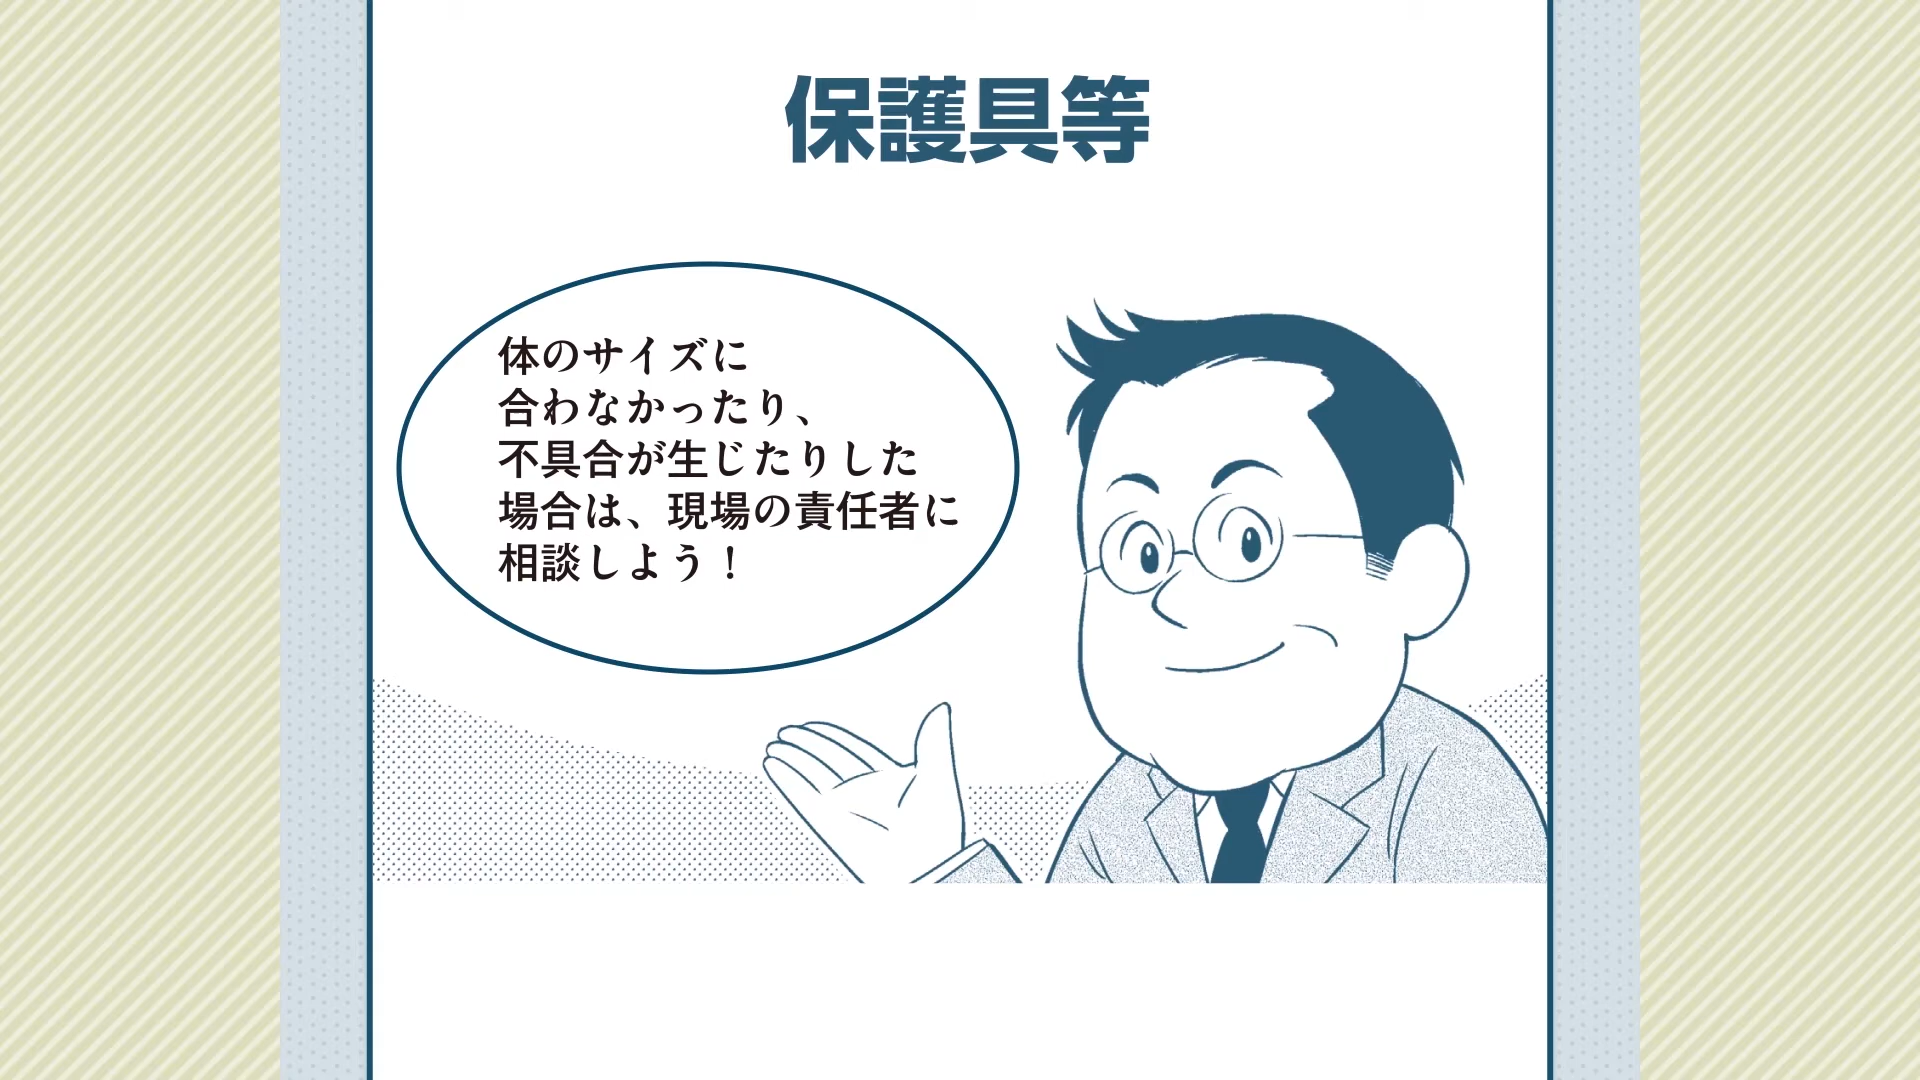 保護具等
体のサイズに
合わなかったり、
不具合が生じたりした
場合は、現場の責任者に
相談しよう！